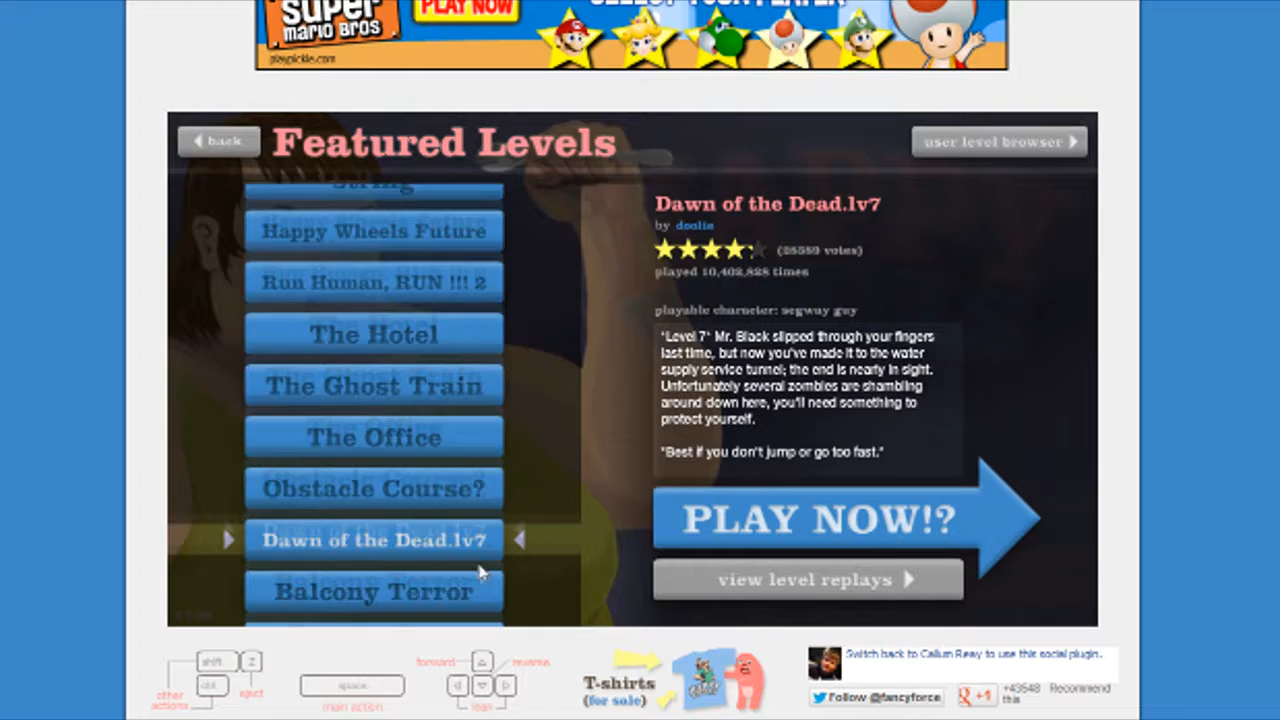 SUPER
MARIO BROS
PLAY NOW
SELECT YOUR PLAYER
playpickle.com
back
Featured Levels
user level browser
String
Happy Wheels Future
Run Human, RUN !!! 2
The Hotel
The Ghost Train
The Office
Obstacle Course?
Dawn of the Dead.lv7
Balcony Terror
Dawn of the Dead.lv7
by doolie
played 10,402,828 times
playable character: segway guy
*Level 7* Mr. Black slipped through your fingers
last time, but now you've made it to the water
supply service tunnel; the end is nearly in sight.
Unfortunately several zombies are shambling
around down here, you'll need something to
protect yourself.
*Best if you don't jump or go too fast.*
PLAY NOW!?
view level replays
shift
Z
ctrl
other
actions
eject
space
main action
forward
reverse
lean
T-shirts
(for sale)
Switch back to Callum Reay to use this social plugin.
Follow @fancyforce
+1
+43548 Recommend
this